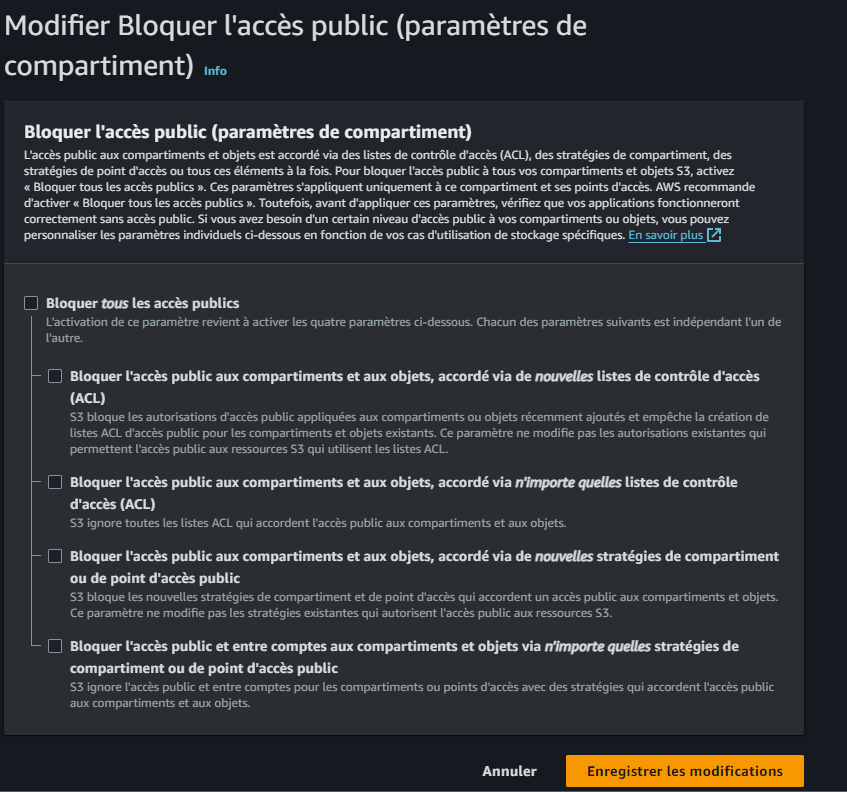 Modifier Bloquer l'accès public (paramètres de
compartiment) Info
Bloquer l'accès public (paramètres de compartiment)
L'accès public aux compartiments et objets est accordé via des listes de contrôle d'accès (ACL), des stratégies de compartiment, des
stratégies de point d'accès ou tous ces éléments à la fois. Pour bloquer l'accès public à tous vos compartiments et objets S3, activez
« Bloquer tous les accès publics ». Ces paramètres s'appliquent uniquement à ce compartiment et ses points d'accès. AWS recommande
d'activer « Bloquer tous les accès publics ». Toutefois, avant d'appliquer ces paramètres, vérifiez que vos applications fonctionneront
correctement sans accès public. Si vous avez besoin d'un certain niveau d'accès public à vos compartiments ou objets, vous pouvez
personnaliser les paramètres individuels ci-dessous en fonction de vos cas d'utilisation de stockage spécifiques. En savoir plus
Bloquer tous les accès publics
L'activation de ce paramètre revient à activer les quatre paramètres ci-dessous. Chacun des paramètres suivants est indépendant l'un de
l'autre.
Bloquer l'accès public aux compartiments et aux objets, accordé via de nouvelles listes de contrôle d'accès
(ACL)
S3 bloque les autorisations d'accès public appliquées aux compartiments ou objets récemment ajoutés et empêche la création de
listes ACL d'accès public pour les compartiments et objets existants. Ce paramètre ne modifie pas les autorisations existantes qui
permettent l'accès public aux ressources S3 qui utilisent les listes ACL.
Bloquer l'accès public aux compartiments et aux objets, accordé via n'importe quelles listes de contrôle
d'accès (ACL)
S3 ignore toutes les listes ACL qui accordent l'accès public aux compartiments et aux objets.
Bloquer l'accès public aux compartiments et aux objets, accordé via de nouvelles stratégies de compartiment
ou de point d'accès public
S3 bloque les nouvelles stratégies de compartiment et de point d'accès qui accordent un accès public aux compartiments et objets.
Ce paramètre ne modifie pas les stratégies existantes qui autorisent l'accès public aux ressources S3.
Bloquer l'accès public et entre comptes aux compartiments et objets via n'importe quelles stratégies de
compartiment ou de point d'accès public
S3 ignore l'accès public et entre comptes pour les compartiments ou points d'accès avec des stratégies qui accordent l'accès public
aux compartiments et aux objets.
Annuler Enregistrer les modifications